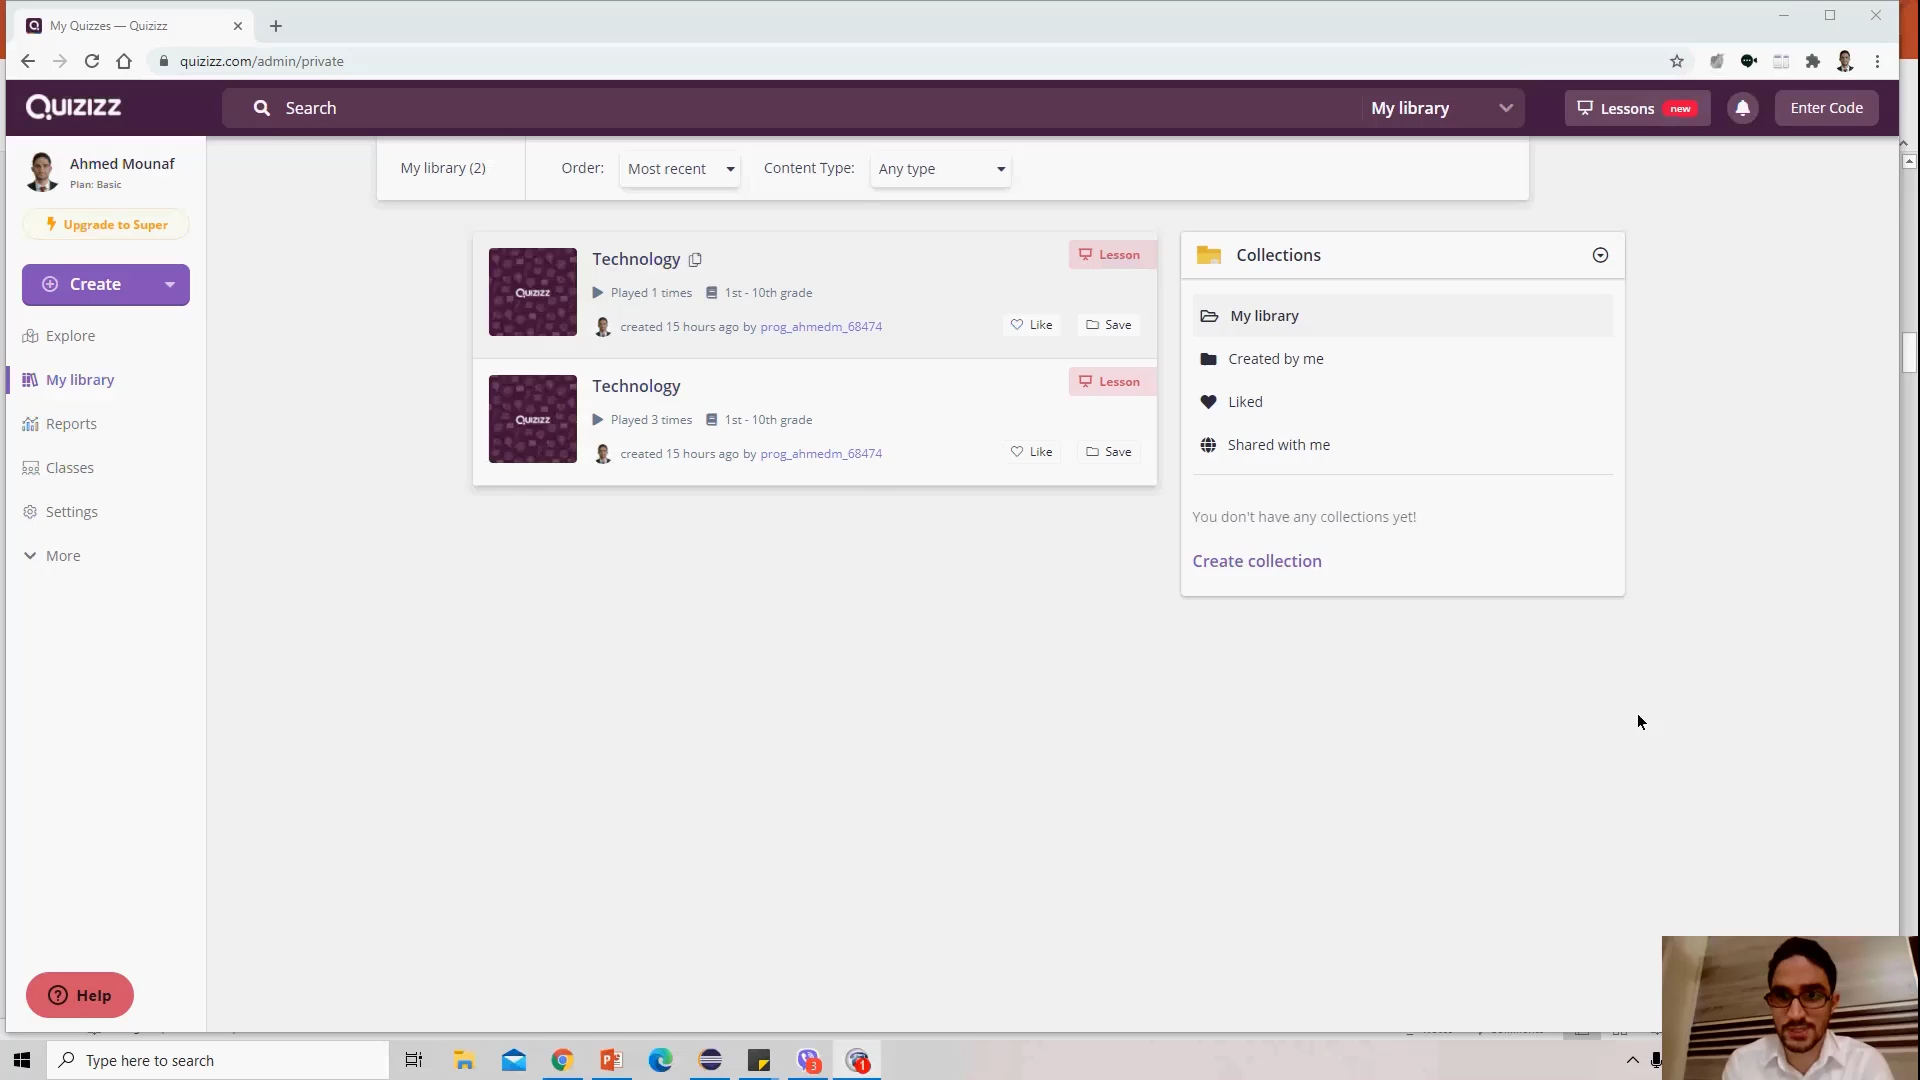 My Quizzes — Quizizz
quizizz.com/admin/private
Quizizz
Search
My library
Lessons new
Enter Code
Ahmed Mounaf
Plan: Basic
Upgrade to Super
Create
Explore
My library
Reports
Classes
Settings
More
Help
My library (2)
Order:
Most recent
Content Type:
Any type
Quizizz
Technology
Lesson
Played 1 times
1st - 10th grade
created 15 hours ago by prog_ahmedm_68474
Like
Save
Quizizz
Technology
Lesson
Played 3 times
1st - 10th grade
created 15 hours ago by prog_ahmedm_68474
Like
Save
Collections
My library
Created by me
Liked
Shared with me
You don't have any collections yet!
Create collection
Type here to search
3
1